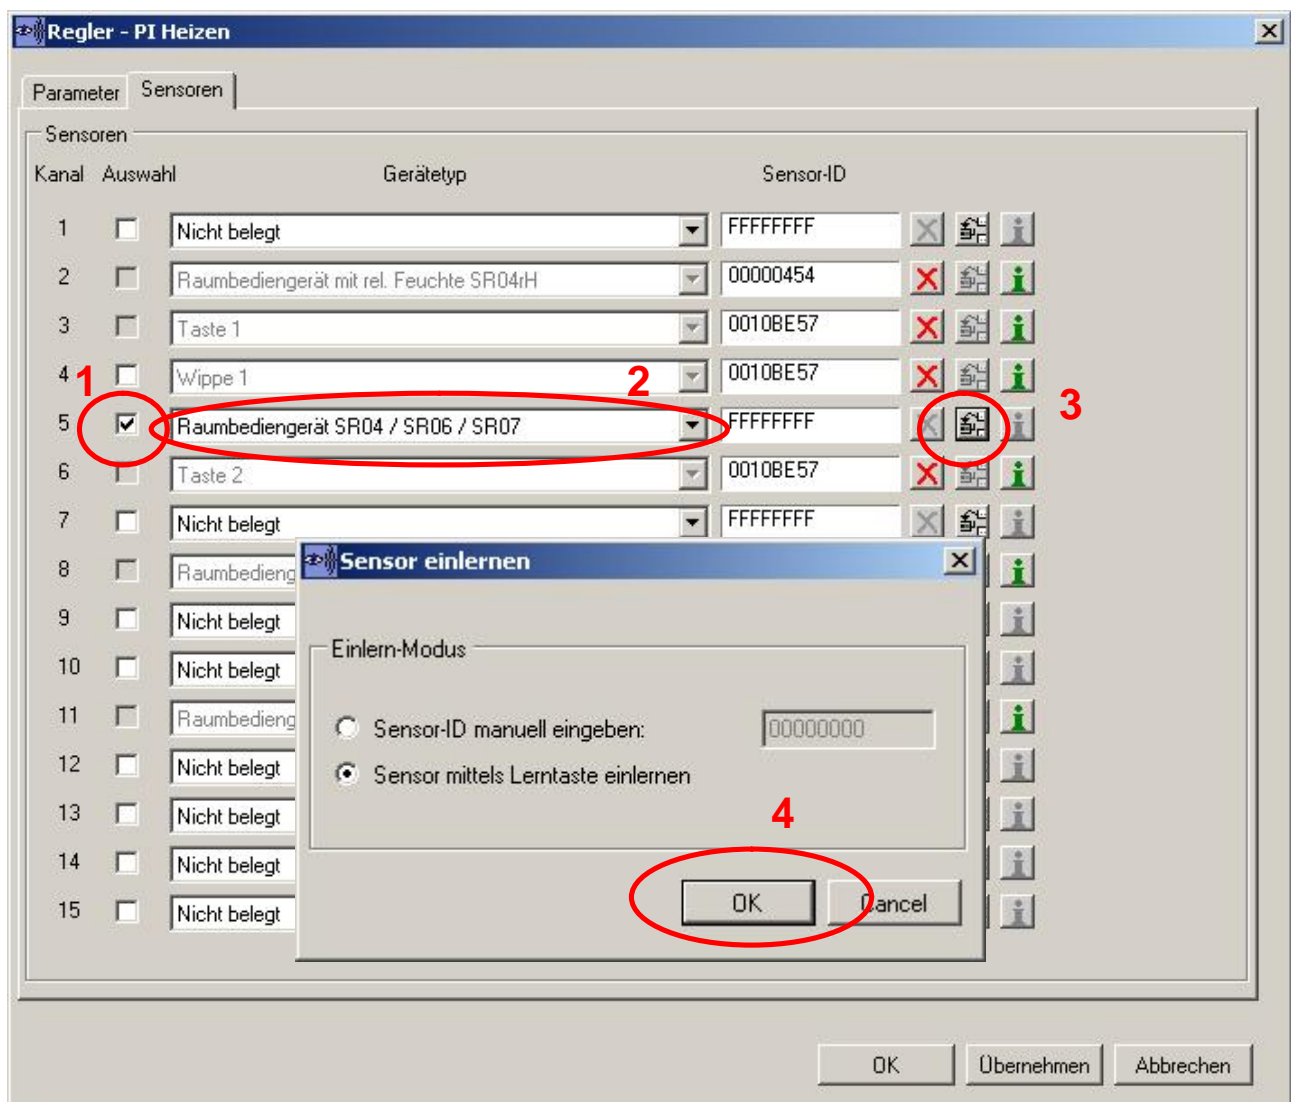 Regler - PI Heizen
Parameter Sensoren
Sensoren
Kanal Auswahl Gerätetyp Sensor-ID
1 Nicht belegt FFFFFFFF
2 Raumbediengerät mit rel. Feuchte SR04rH 00000454
3 Taste 1 0010BE57
4 1 Wippe 1 2 0010BE57
5 Raumbediengerät SR04 / SR06 / SR07 FFFFFFFF 3
6 Taste 2 0010BE57
7 Nicht belegt FFFFFFFF
Sensor einlernen
8 Raumbedieng
9 Nicht belegt
Einlern-Modus
10 Nicht belegt
11 Raumbedieng
Sensor-ID manuell eingeben: 00000000
12 Nicht belegt
Sensor mittels Lerntaste einlernen
13 Nicht belegt
4
14 Nicht belegt
15 Nicht belegt
OK Cancel
OK Übernehmen Abbrechen